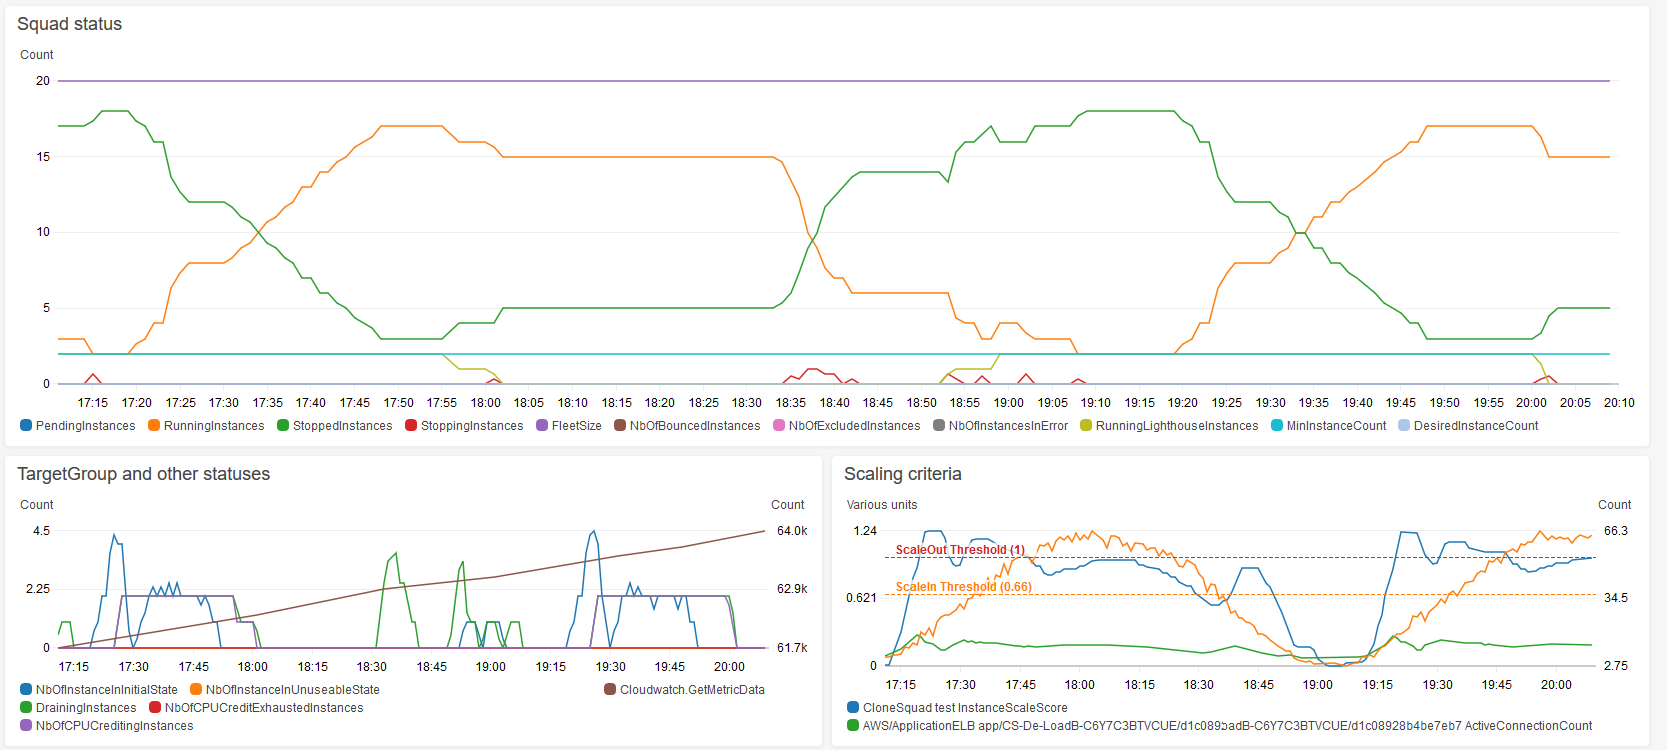 Squad status
Count
20
15
10
5
0
17:15 17:20 17:25 17:30 17:35 17:40 17:45 17:50 17:55 18:00 18:05 18:10 18:15 18:20 18:25 18:30 18:35 18:40 18:45 18:50 18:55 19:00 19:05 19:10 19:15 19:20 19:25 19:30 19:35 19:40 19:45 19:50 19:55 20:00 20:05 20:10
PendingInstances RunningInstances StoppedInstances StoppingInstances FleetSize NbOfBouncedInstances NbOfExcludedInstances NbOfInstancesInError RunningLighthouseInstances MinInstanceCount DesiredInstanceCount
TargetGroup and other statuses
Count Count
4.5 64.0k
2.25 62.9k
0 61.7k
17:15 17:30 17:45 18:00 18:15 18:30 18:45 19:00 19:15 19:30 19:45 20:00
NbOfInstanceInInitialState NbOfInstanceInUnuseableState Cloudwatch.GetMetricData
DrainingInstances NbOfCPUCreditExhaustedInstances
NbOfCPUCreditingInstances
Scaling criteria
Various units Count
1.24 66.3
ScaleOut Threshold (1)
ScaleIn Threshold (0.66)
0.621 34.5
0 2.75
17:15 17:30 17:45 18:00 18:15 18:30 18:45 19:00 19:15 19:30 19:45 20:00
CloneSquad test InstanceScaleScore
AWS/ApplicationELB app/CS-De-LoadB-C6Y7C3BTVCUE/d1c089 adB-C6Y7C3BTVCUE/d1c08928b4be7eb7 ActiveConnectionCount